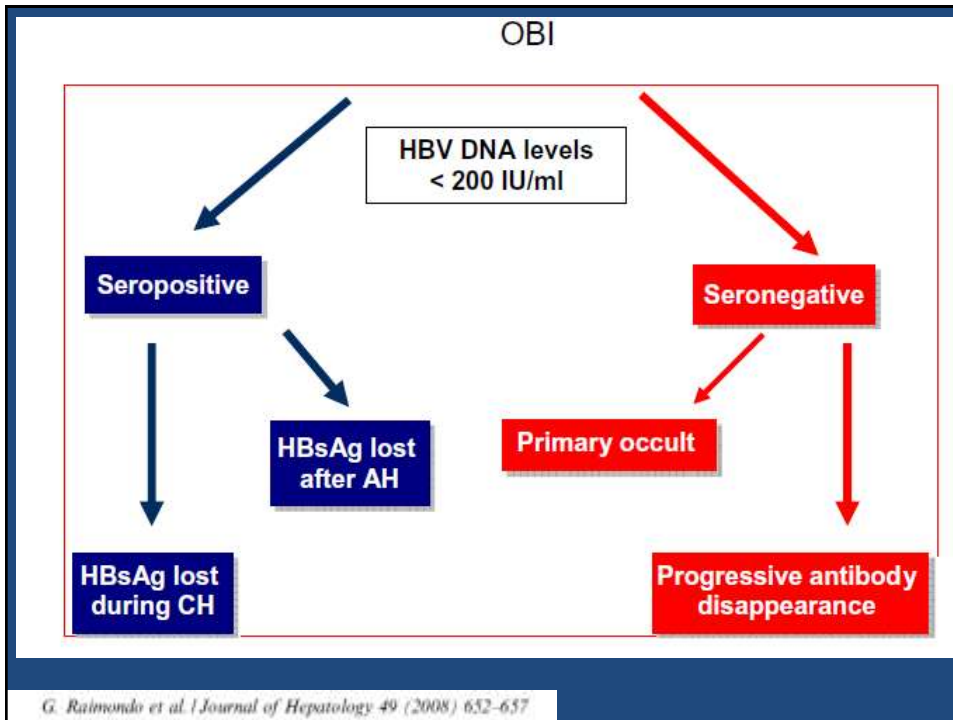 OBI
HBV DNA levels
< 200 IU/ml
Seropositive
Seronegative
HBsAg lost
after AH
Primary occult
HBsAg lost
during CH
Progressive antibody
disappearance
G. Raimondo et al. / Journal of Hepatology 49 (2008) 652–657